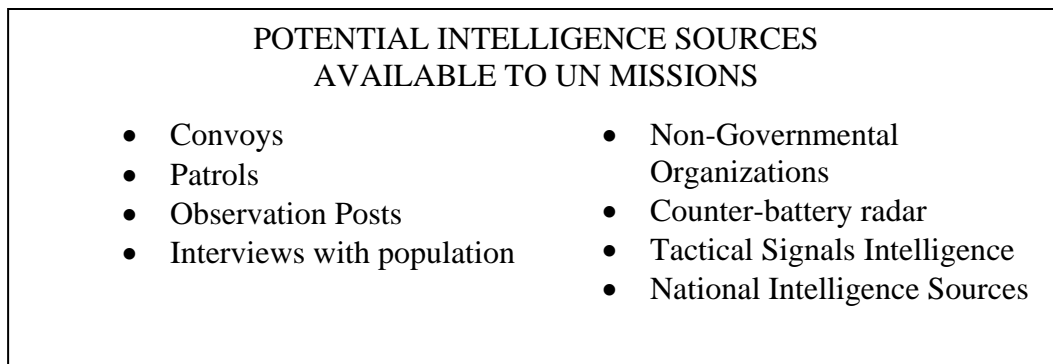 POTENTIAL INTELLIGENCE SOURCES
AVAILABLE TO UN MISSIONS
• Convoys
• Patrols
• Observation Posts
• Interviews with population
• Non-Governmental
Organizations
• Counter-battery radar
• Tactical Signals Intelligence
• National Intelligence Sources